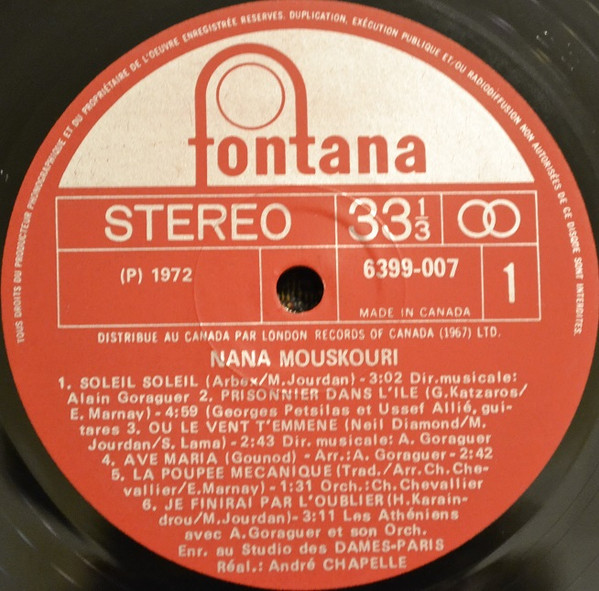 TOUS DROITS DU PRODUCTEUR PHONOGRAPHIQUE ET DU PROPRIÉTAIRE DE L'OEUVRE ENREGISTRÉE RESERVES. DUPLICATION, EXÉCUTION PUBLIQUE ET/OU RADIODIFFUSION NON AUTORISÉES DE CE DISQUE SONT INTERDITES.
fontana
STEREO 33 1/3
(P) 1972 6399-007 1
MADE IN CANADA
DISTRIBUE AU CANADA PAR LONDON RECORDS OF CANADA (1967) LTD.
NANA MOUSKOURI
1. SOLEIL SOLEIL (Arbex/M.Jourdan) - 3:02 Dir.musicale:
Alain Goraguer 2. PRISONNIER DANS L'ILE (G.Katzaros/
E. Marnay) - 4:59 (Georges Petsilas et Ussef Allié, gui-
tares 3. OU LE VENT T'EMMENE (Neil Diamond/M.
Jourdan/S. Lama) - 2:43 Dir. musicale: A. Goraguer
4. AVE MARIA (Gounod) - Arr.: A. Goraguer - 2:42
5. LA POUPEE MECANIQUE (Trad./Arr. Ch. Che-
vallier/E.Marnay) - 1:31 Orch.: Ch. Chevallier
6. JE FINIRAI PAR L'OUBLIER (H. Karain-
drou/M.Jourdan) - 3:11 Les Athéniens
avec A.Goraguer et son Orch.
Enr. au Studio des DAMES-PARIS
Réal.: André CHAPELLE